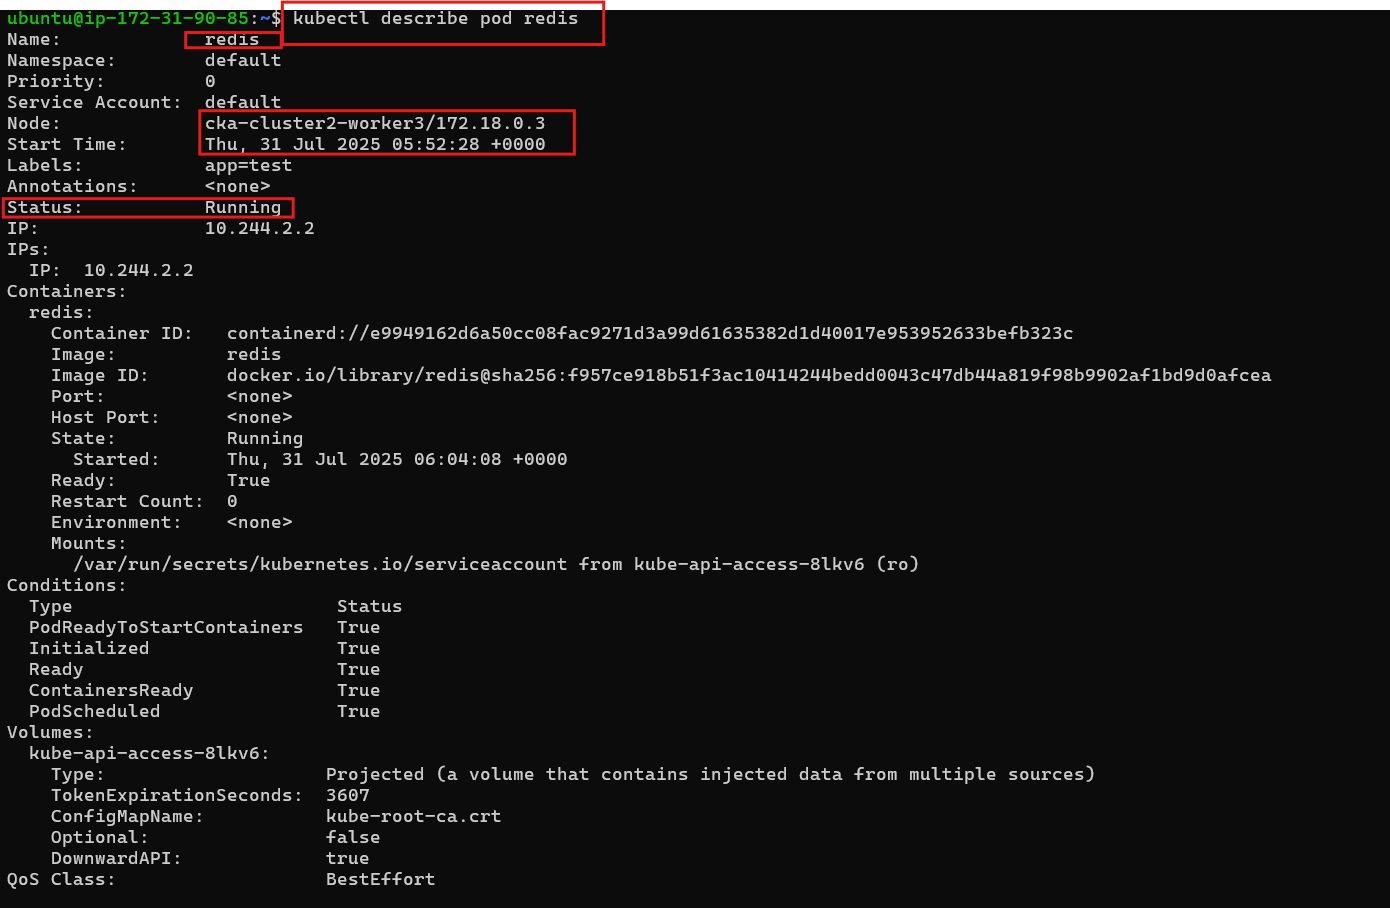 ubuntu@ip-172-31-90-85:~$ kubectl describe pod redis
Name:             redis
Namespace:        default
Priority:         0
Service Account:  default
Node:             cka-cluster2-worker3/172.18.0.3
Start Time:       Thu, 31 Jul 2025 05:52:28 +0000
Labels:           app=test
Annotations:      <none>
Status:           Running
IP:               10.244.2.2
IPs:
  IP:  10.244.2.2
Containers:
  redis:
    Container ID:   containerd://e9949162d6a50cc08fac9271d3a99d61635382d1d40017e953952633befb323c
    Image:          redis
    Image ID:       docker.io/library/redis@sha256:f957ce918b51f3ac10414244bedd0043c47db44a819f98b9902af1bd9d0afcea
    Port:           <none>
    Host Port:      <none>
    State:          Running
      Started:      Thu, 31 Jul 2025 06:04:08 +0000
    Ready:          True
    Restart Count:  0
    Environment:    <none>
    Mounts:
      /var/run/secrets/kubernetes.io/serviceaccount from kube-api-access-8lkv6 (ro)
Conditions:
  Type                        Status
  PodReadyToStartContainers   True
  Initialized                 True
  Ready                       True
  ContainersReady             True
  PodScheduled                True
Volumes:
  kube-api-access-8lkv6:
    Type:                    Projected (a volume that contains injected data from multiple sources)
    TokenExpirationSeconds:  3607
    ConfigMapName:           kube-root-ca.crt
    Optional:                false
    DownwardAPI:             true
QoS Class:                   BestEffort